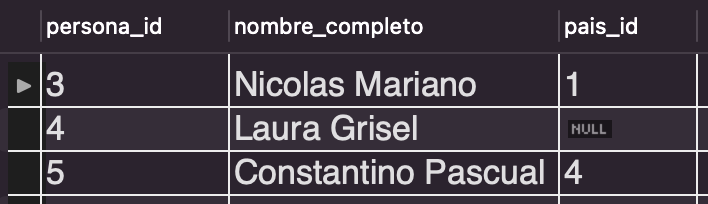 persona_id nombre_completo pais_id
3 Nicolas Mariano 1
4 Laura Grisel NULL
5 Constantino Pascual 4